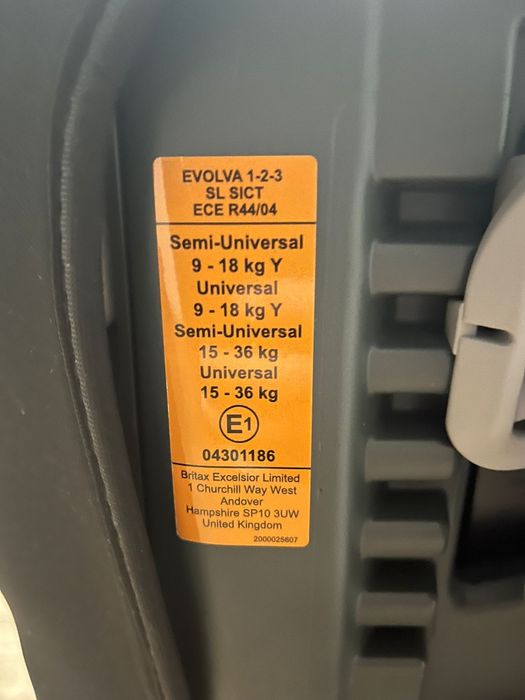 EVOLVA 1-2-3
SL SICT
ECE R44/04
Semi-Universal
9 - 18 kg Y
Universal
9 - 18 kg Y
Semi-Universal
15 - 36 kg
Universal
15 - 36 kg
E1
04301186
Britax Excelsior Limited
1 Churchill Way West
Andover
Hampshire SP10 3UW
United Kingdom
2000025607